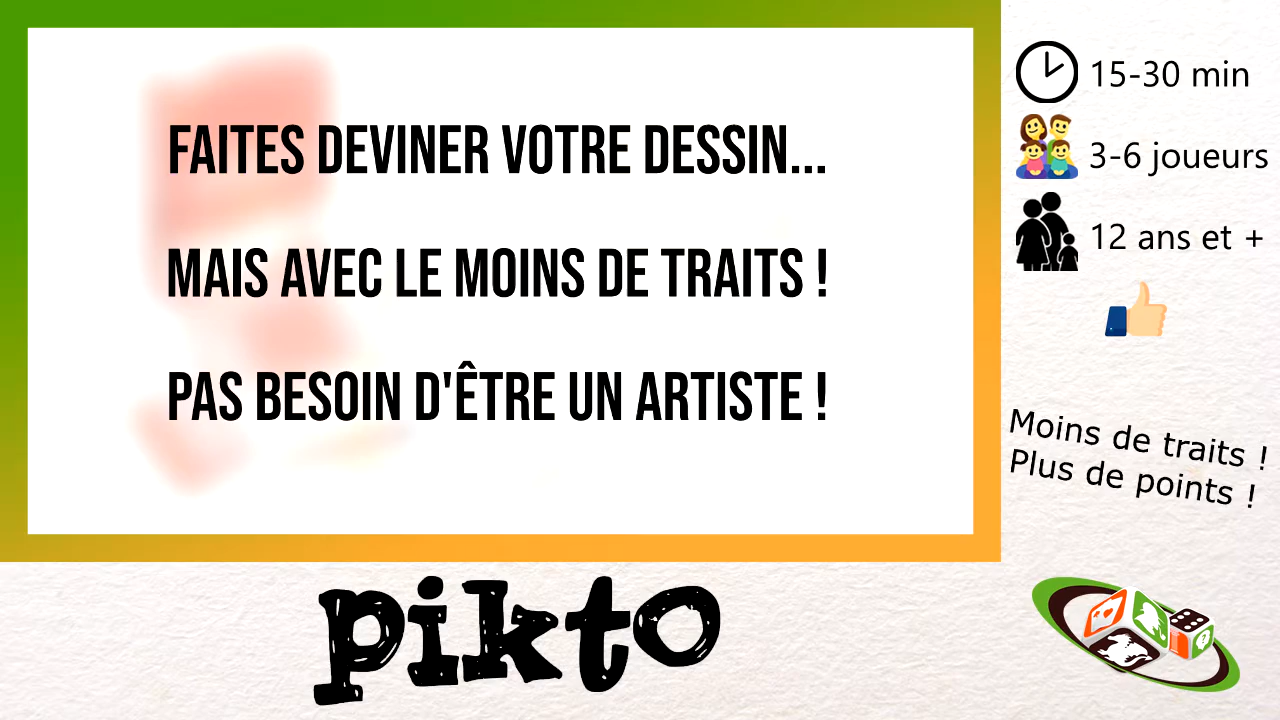 FAITES DEVINER VOTRE DESSIN...
MAIS AVEC LE MOINS DE TRAITS !
PAS BESOIN D'ÊTRE UN ARTISTE !
15-30 min
3-6 joueurs
12 ans et +
Moins de traits !
Plus de points !
pikto